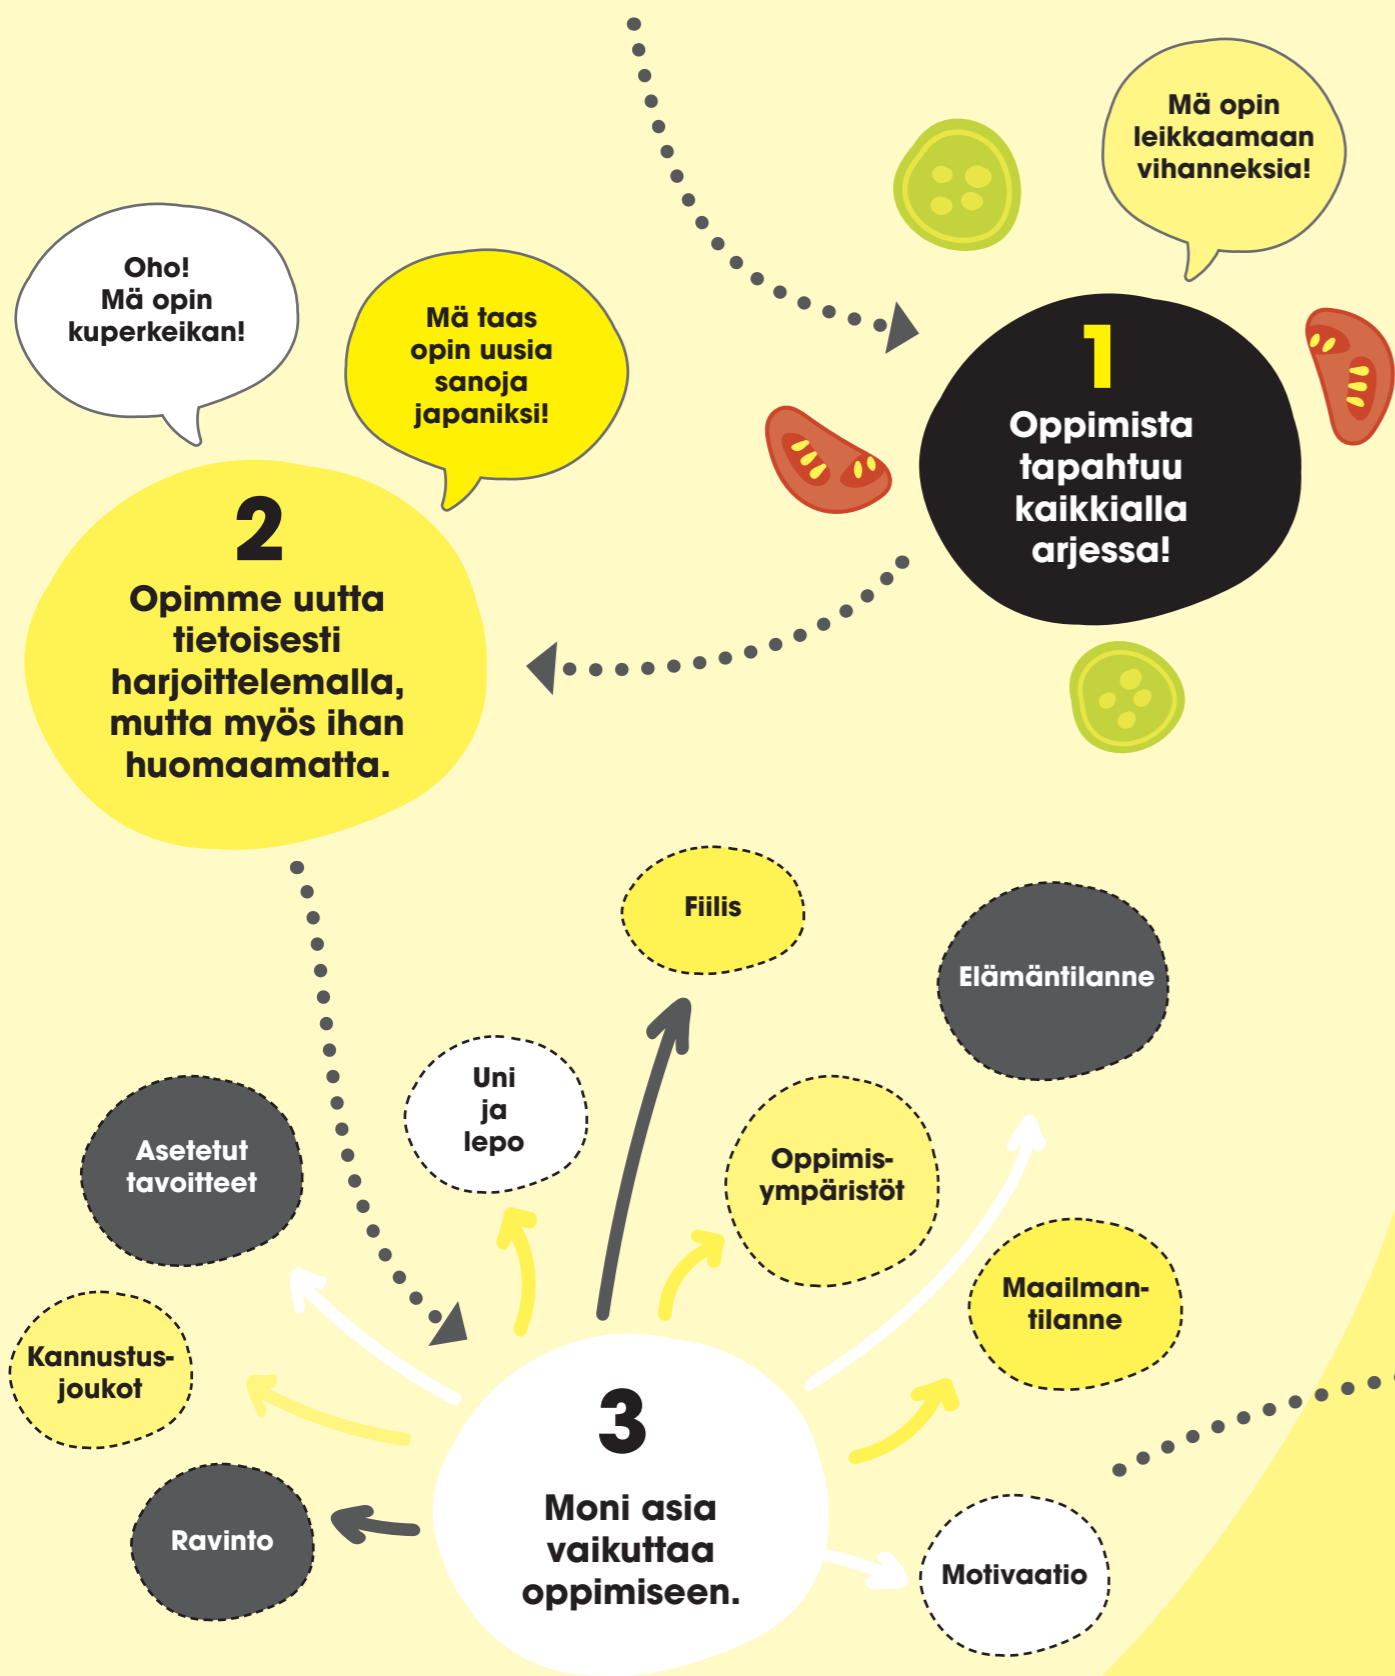 Mä opin
leikkaamaan
vihanneksia!
1
Oppimista
tapahtuu
kaikkialla
arjessa!
Oho!
Mä opin
kuperkeikan!
Mä taas
opin uusia
sanoja
japaniksi!
2
Opimme uutta
tietoisesti
harjoittelemalla,
mutta myös ihan
huomaamatta.
3
Moni asia
vaikuttaa
oppimiseen.
Ravinto
Kannustus-
joukot
Asetetut
tavoitteet
Uni
ja
lepo
Fiilis
Oppimis-
ympäristöt
Elämäntilanne
Maailman-
tilanne
Motivaatio